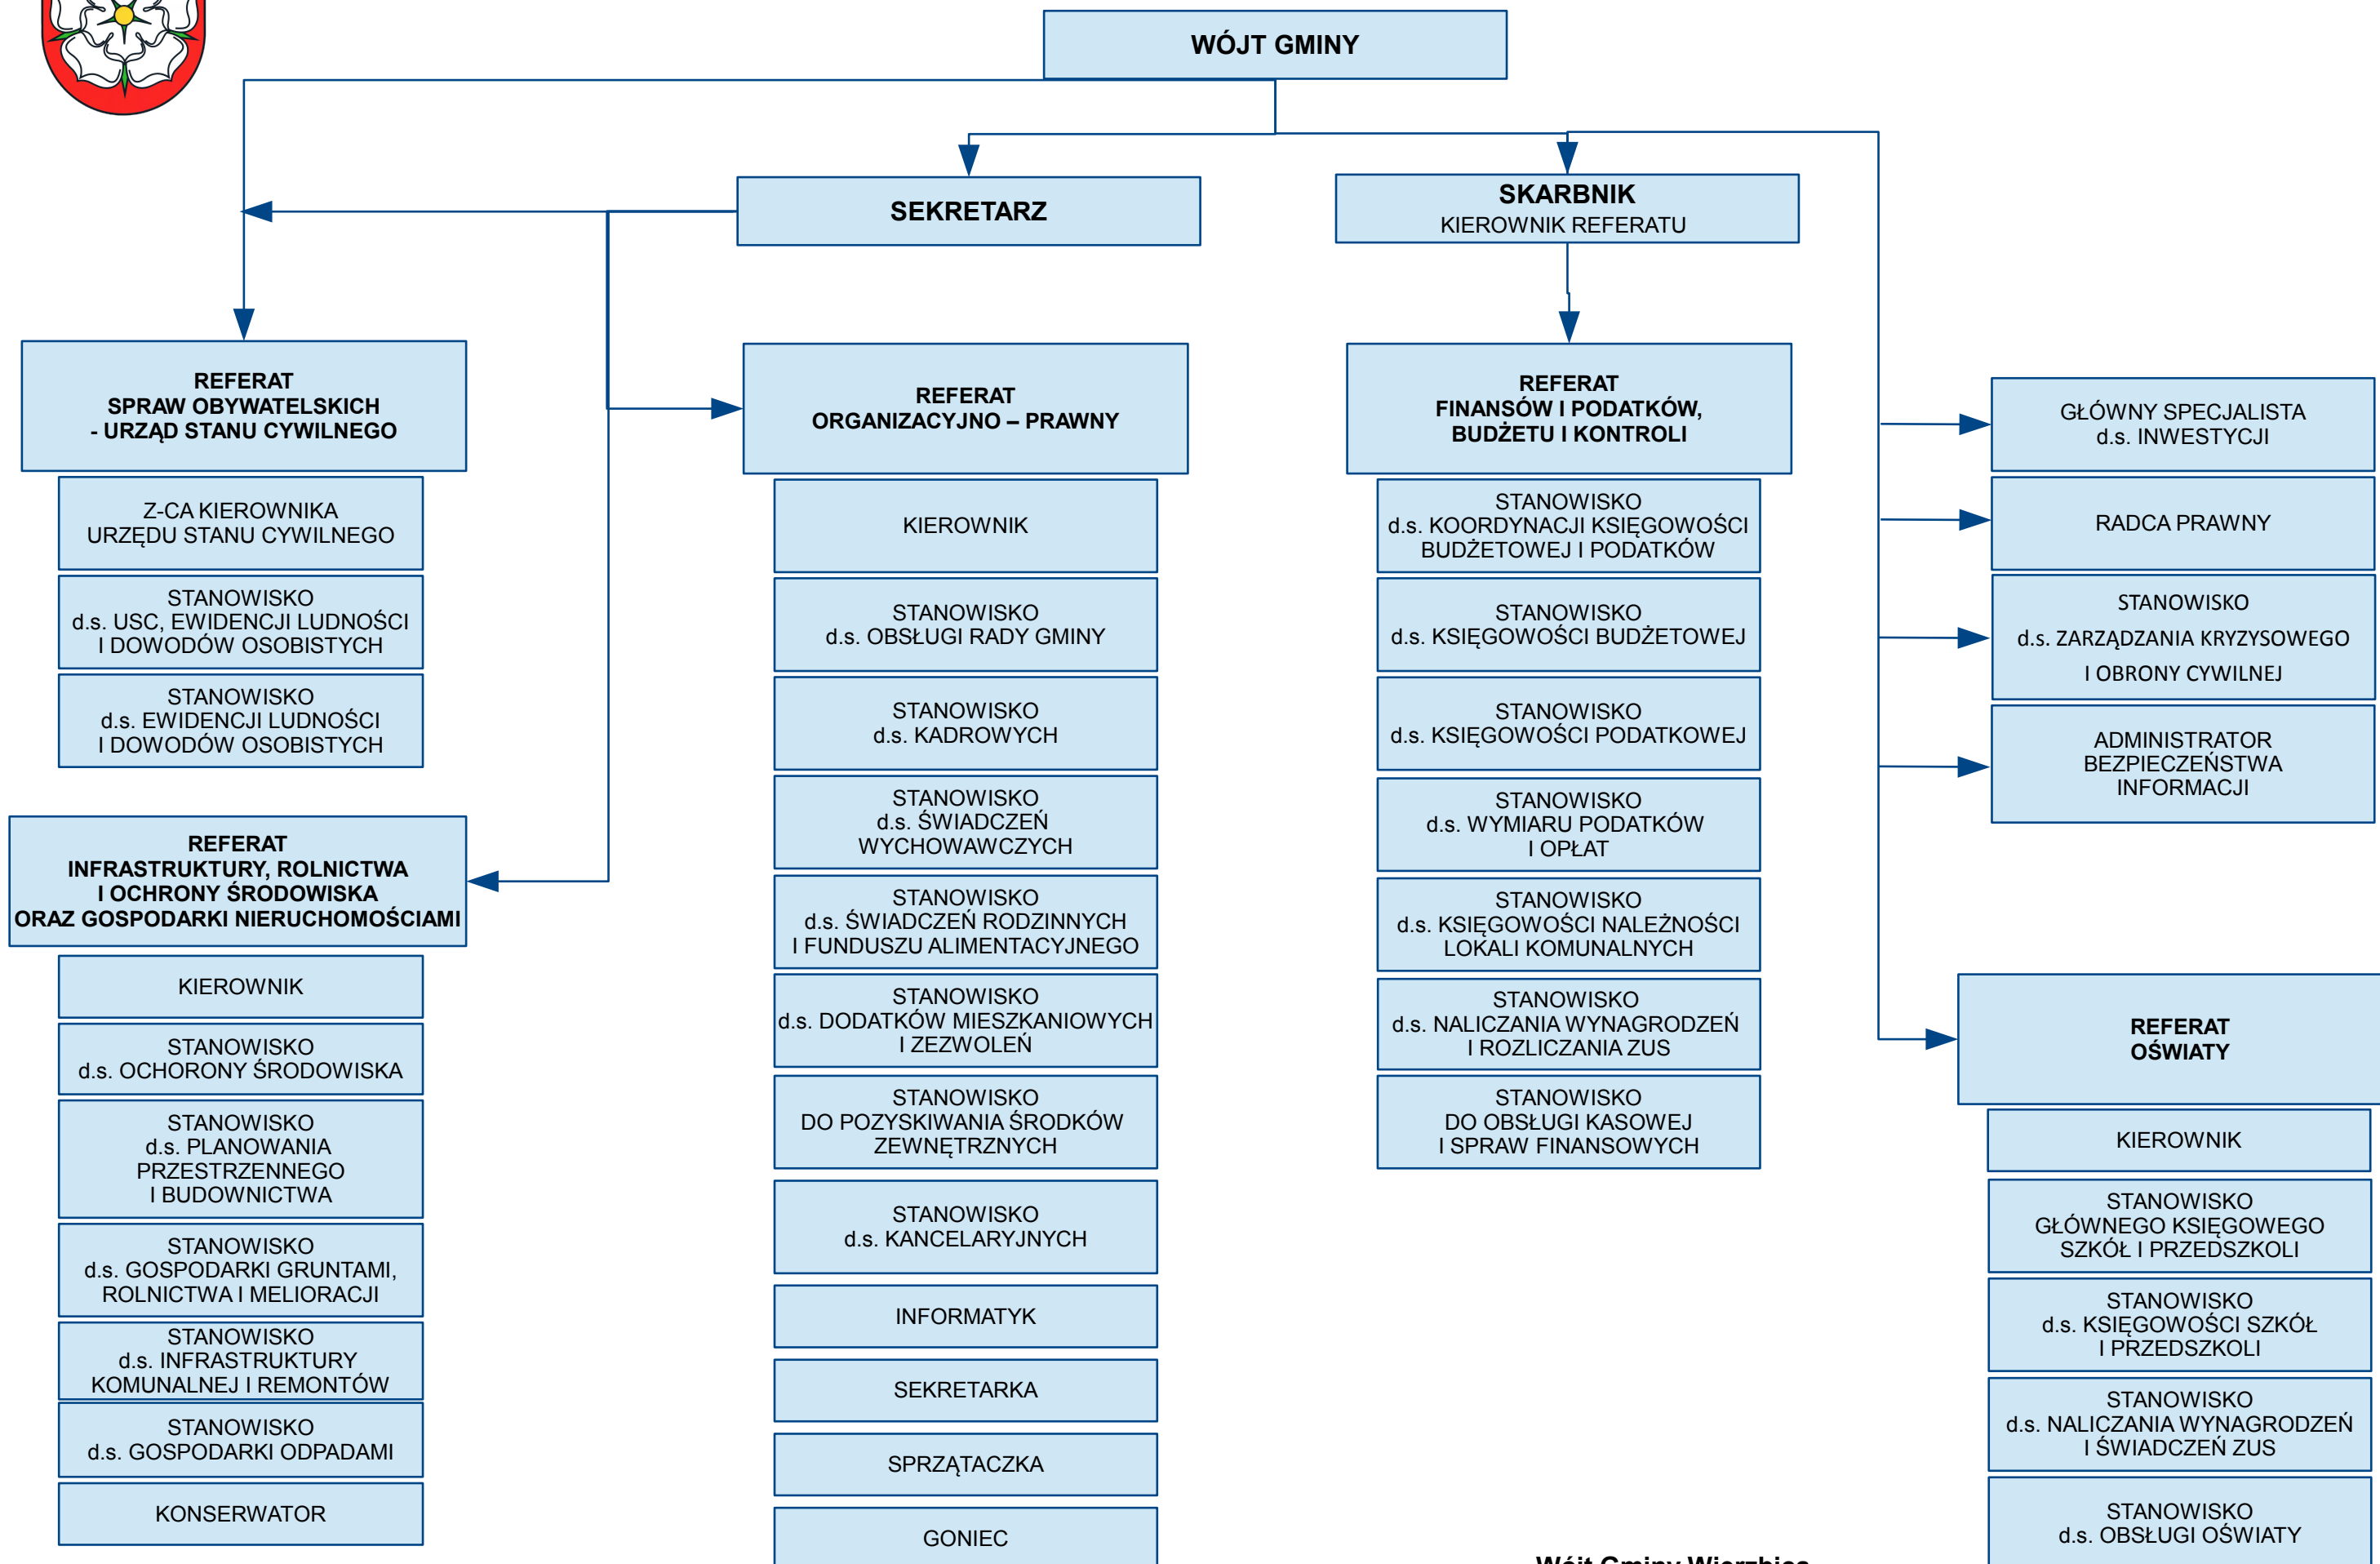 WÓJT GMINY
SEKRETARZ
SKARBNIK
KIEROWNIK REFERATU
REFERAT
SPRAW OBYWATELSKICH
- URZĄD STANU CYWILNEGO
Z-CA KIEROWNIKA
URZĘDU STANU CYWILNEGO
STANOWISKO
d.s. USC, EWIDENCJI LUDNOŚCI
I DOWODÓW OSOBISTYCH
STANOWISKO
d.s. EWIDENCJI LUDNOŚCI
I DOWODÓW OSOBISTYCH
REFERAT
INFRASTRUKTURY, ROLNICTWA
I OCHRONY ŚRODOWISKA
ORAZ GOSPODARKI NIERUCHOMOŚCIAMI
KIEROWNIK
STANOWISKO
d.s. OCHORONY ŚRODOWISKA
STANOWISKO
d.s. PLANOWANIA
PRZESTRZENNEGO
I BUDOWNICTWA
STANOWISKO
d.s. GOSPODARKI GRUNTAMI,
ROLNICTWA I MELIORACJI
STANOWISKO
d.s. INFRASTRUKTURY
KOMUNALNEJ I REMONTÓW
STANOWISKO
d.s. GOSPODARKI ODPADAMI
KONSERWATOR
REFERAT
ORGANIZACYJNO – PRAWNY
KIEROWNIK
STANOWISKO
d.s. OBSŁUGI RADY GMINY
STANOWISKO
d.s. KADROWYCH
STANOWISKO
d.s. ŚWIADCZEŃ
WYCHOWAWCZYCH
STANOWISKO
d.s. ŚWIADCZEŃ RODZINNYCH
I FUNDUSZU ALIMENTACYJNEGO
STANOWISKO
d.s. DODATKÓW MIESZKANIOWYCH
I ZEZWOLEŃ
STANOWISKO
DO POZYSKIWANIA ŚRODKÓW
ZEWNĘTRZNYCH
STANOWISKO
d.s. KANCELARYJNYCH
INFORMATYK
SEKRETARKA
SPRZĄTACZKA
GONIEC
REFERAT
FINANSÓW I PODATKÓW,
BUDŻETU I KONTROLI
STANOWISKO
d.s. KOORDYNACJI KSIĘGOWOŚCI
BUDŻETOWEJ I PODATKÓW
STANOWISKO
d.s. KSIĘGOWOŚCI BUDŻETOWEJ
STANOWISKO
d.s. KSIĘGOWOŚCI PODATKOWEJ
STANOWISKO
d.s. WYMIARU PODATKÓW
I OPŁAT
STANOWISKO
d.s. KSIĘGOWOŚCI NALEŻNOŚCI
LOKALI KOMUNALNYCH
STANOWISKO
d.s. NALICZANIA WYNAGRODZEŃ
I ROZLICZANIA ZUS
STANOWISKO
DO OBSŁUGI KASOWEJ
I SPRAW FINANSOWYCH
GŁÓWNY SPECJALISTA
d.s. INWESTYCJI
RADCA PRAWNY
STANOWISKO
d.s. ZARZĄDZANIA KRYZYSOWEGO
I OBRONY CYWILNEJ
ADMINISTRATOR
BEZPIECZEŃSTWA
INFORMACJI
REFERAT
OŚWIATY
KIEROWNIK
STANOWISKO
GŁÓWNEGO KSIĘGOWEGO
SZKÓŁ I PRZEDSZKOLI
STANOWISKO
d.s. KSIĘGOWOŚCI SZKÓŁ
I PRZEDSZKOLI
STANOWISKO
d.s. NALICZANIA WYNAGRODZEŃ
I ŚWIADCZEŃ ZUS
STANOWISKO
d.s. OBSŁUGI OŚWIATY
Wójt Gminy Wierzbica